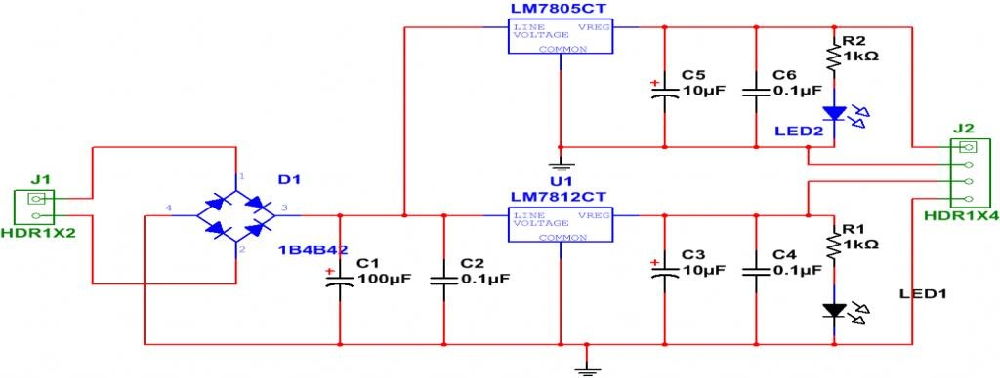 LM7805CT
LINE VREG
VOLTAGE
COMMON
R2
1kΩ
C5
10µF
C6
0.1µF
LED2
J2
HDR1X4
J1
HDR1X2
1
D1
4
3
2
1B4B42
U1
LM7812CT
LINE VREG
VOLTAGE
COMMON
C1
100µF
C2
0.1µF
C3
10µF
C4
0.1µF
R1
1kΩ
LED1